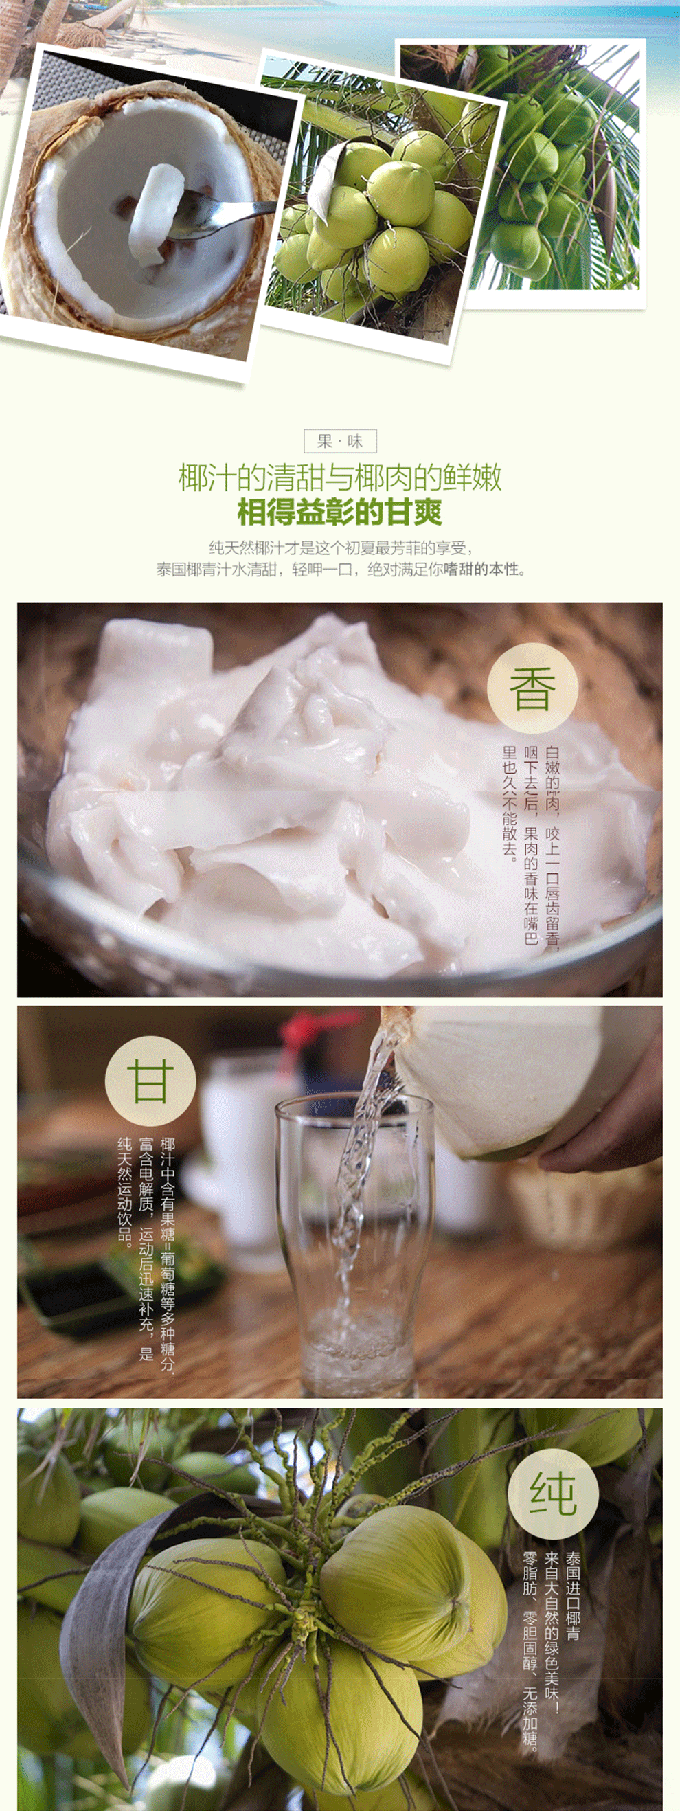 果·味
椰汁的清甜与椰肉的鲜嫩
相得益彰的甘爽
纯天然椰汁才是这个初夏最芳菲的享受，
泰国椰青汁水清甜，轻呷一口，绝对满足你嗜甜的本性。
香
白嫩的椰肉，咬上一口唇齿留香，
咽下去之后，果肉的香味在嘴巴
里也久久不能散去。
甘
椰汁中含有果糖=葡萄糖等多种糖分，
富含电解质，运动后迅速补充，是
纯天然运动饮品。
纯
泰国进口椰青
来自大自然的绿色美味！
零脂肪、零胆固醇、无添加糖。